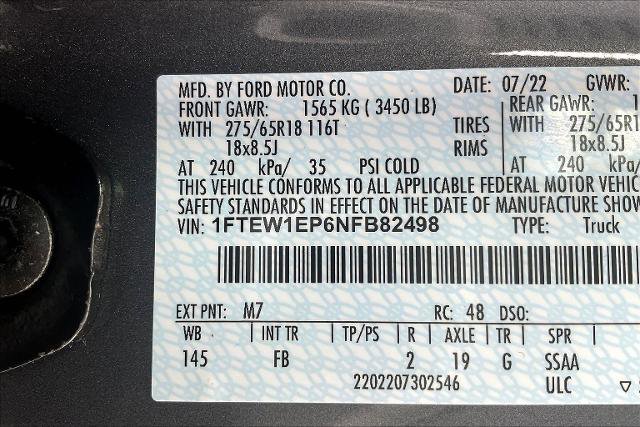 MFD. BY FORD MOTOR CO. DATE: 07/22 GVWR:
FRONT GAWR: 1565 KG ( 3450 LB) REAR GAWR: 1
WITH 275/65R18 116T TIRES WITH 275/65R1
18x8.5J RIMS 18x8.5J
AT 240 kPa/ 35 PSI COLD AT 240 kPa/
THIS VEHICLE CONFORMS TO ALL APPLICABLE FEDERAL MOTOR VEHIC
SAFETY STANDARDS IN EFFECT ON THE DATE OF MANUFACTURE SHOW
VIN: 1FTEW1EP6NFB82498 TYPE: Truck
EXT PNT: M7 RC: 48 DSO:
WB INT TR TP/PS R AXLE TR SPR
145 FB 2 19 G SSAA
2202207302546 ULC